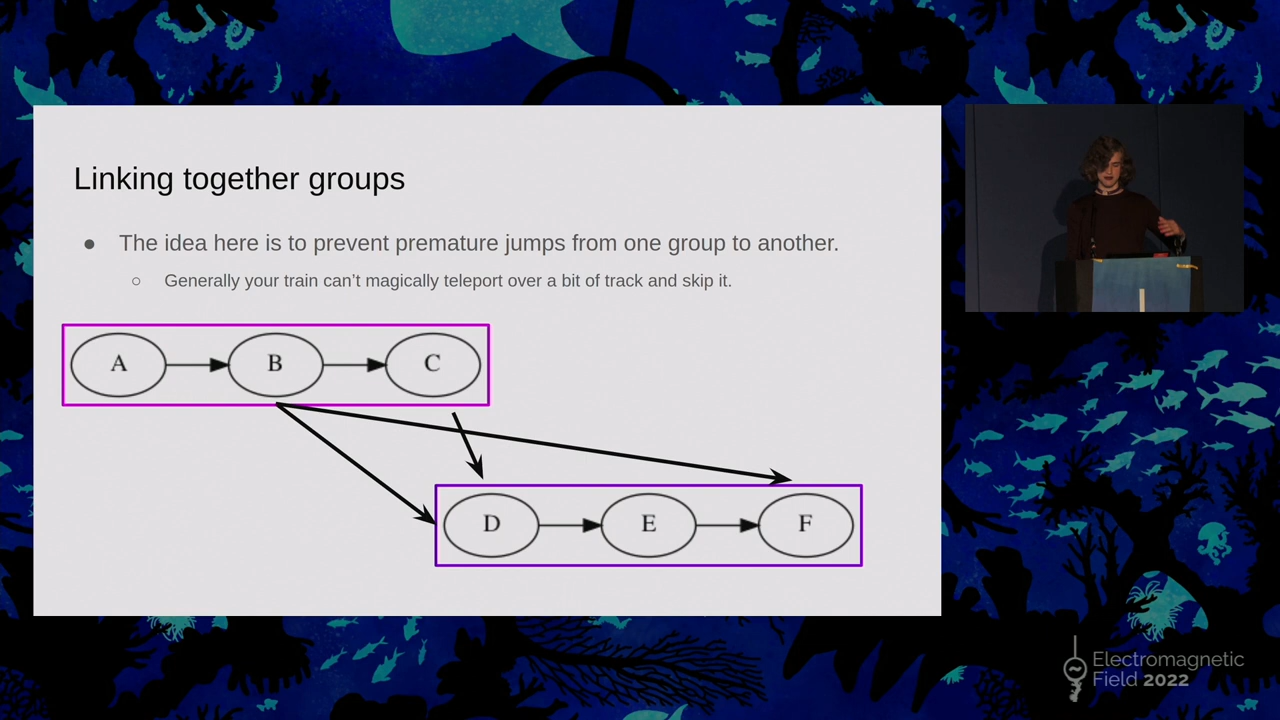 Linking together groups
● The idea here is to prevent premature jumps from one group to another.
○ Generally your train can’t magically teleport over a bit of track and skip it.
A B C
D E F
Electromagnetic
Field 2022